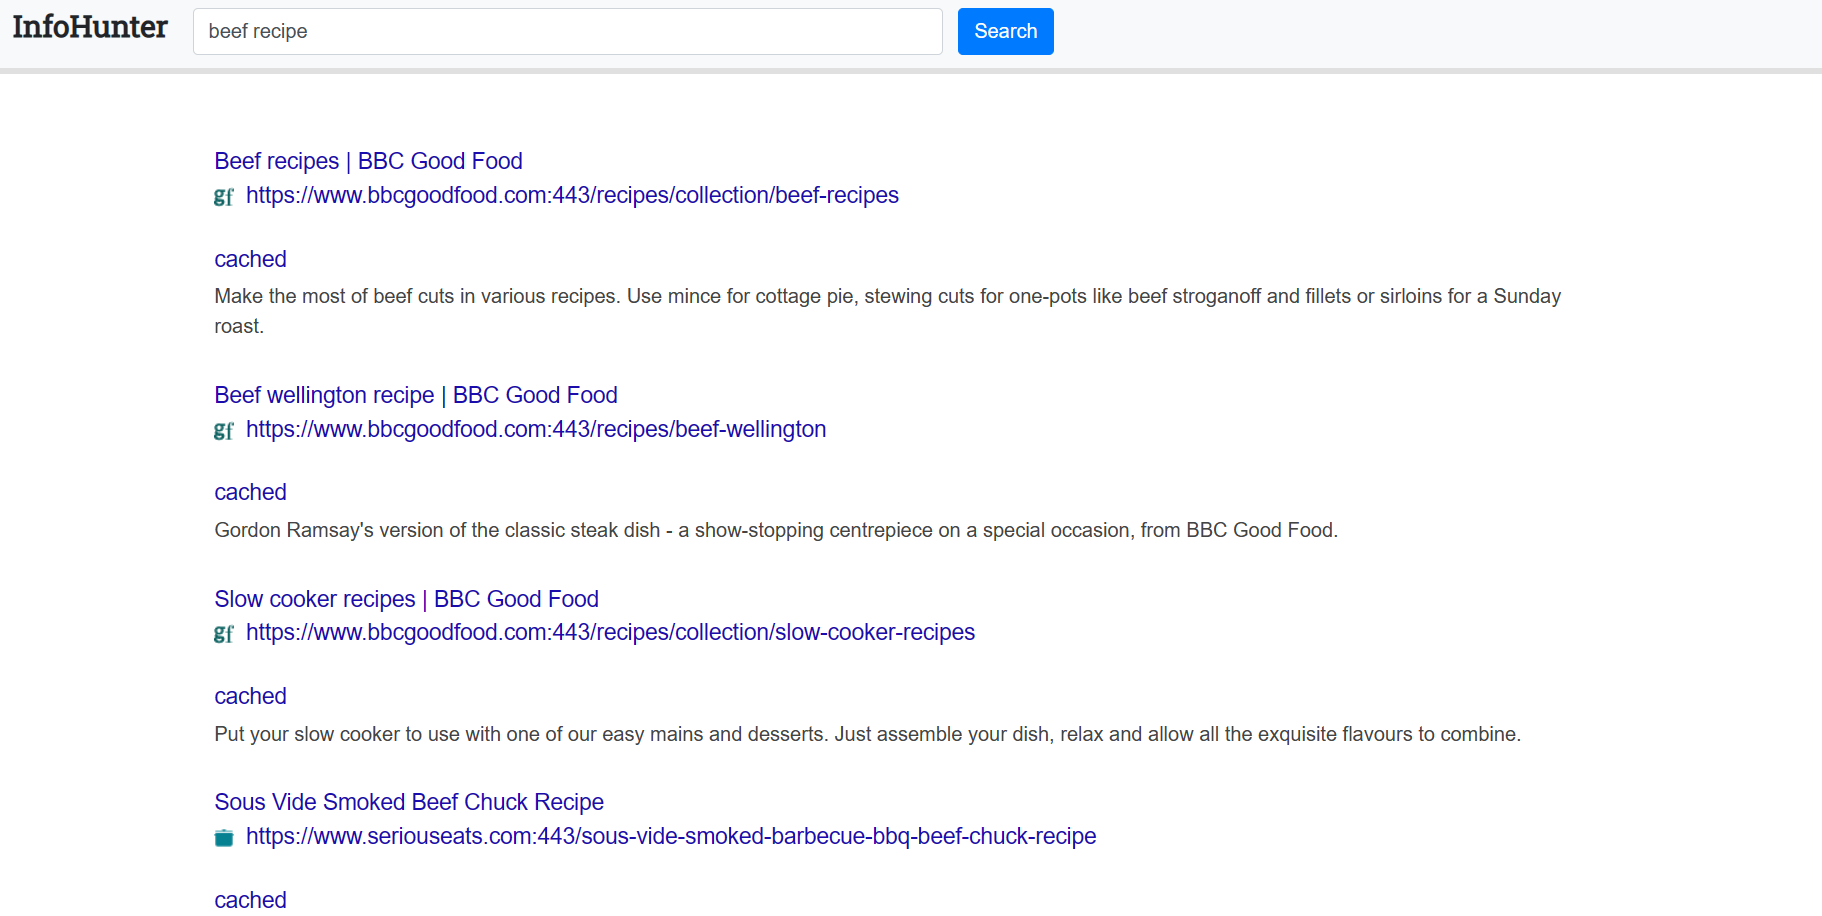 InfoHunter
beef recipe
Search
Beef recipes | BBC Good Food
gf https://www.bbcgoodfood.com:443/recipes/collection/beef-recipes
cached
Make the most of beef cuts in various recipes. Use mince for cottage pie, stewing cuts for one-pots like beef stroganoff and fillets or sirloins for a Sunday
roast.
Beef wellington recipe | BBC Good Food
gf https://www.bbcgoodfood.com:443/recipes/beef-wellington
cached
Gordon Ramsay's version of the classic steak dish - a show-stopping centrepiece on a special occasion, from BBC Good Food.
Slow cooker recipes | BBC Good Food
gf https://www.bbcgoodfood.com:443/recipes/collection/slow-cooker-recipes
cached
Put your slow cooker to use with one of our easy mains and desserts. Just assemble your dish, relax and allow all the exquisite flavours to combine.
Sous Vide Smoked Beef Chuck Recipe
https://www.seriouseats.com:443/sous-vide-smoked-barbecue-bbq-beef-chuck-recipe
cached